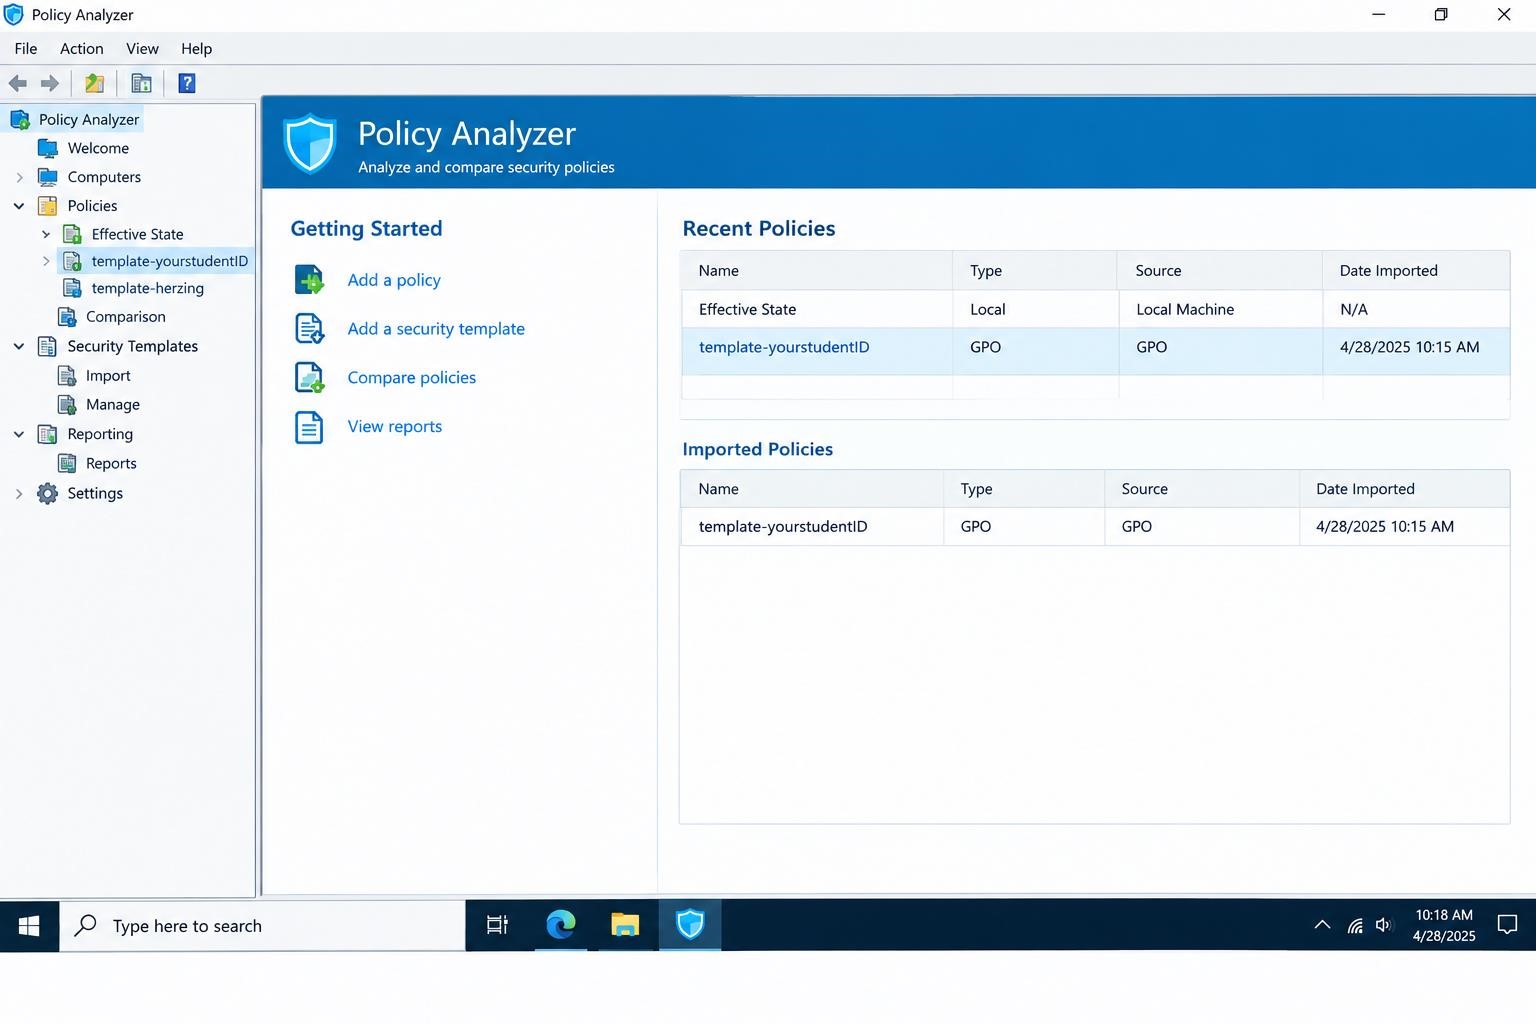 Policy Analyzer
File Action View Help
?
Policy Analyzer
Welcome
Computers
Policies
Effective State
template-yourstudentID
template-herzing
Comparison
Security Templates
Import
Manage
Reporting
Reports
Settings
Policy Analyzer
Analyze and compare security policies
Getting Started
Add a policy
Add a security template
Compare policies
View reports
Recent Policies
Name Type Source Date Imported
Effective State Local Local Machine N/A
template-yourstudentID GPO GPO 4/28/2025 10:15 AM
Imported Policies
Name Type Source Date Imported
template-yourstudentID GPO GPO 4/28/2025 10:15 AM
Type here to search
10:18 AM
4/28/2025